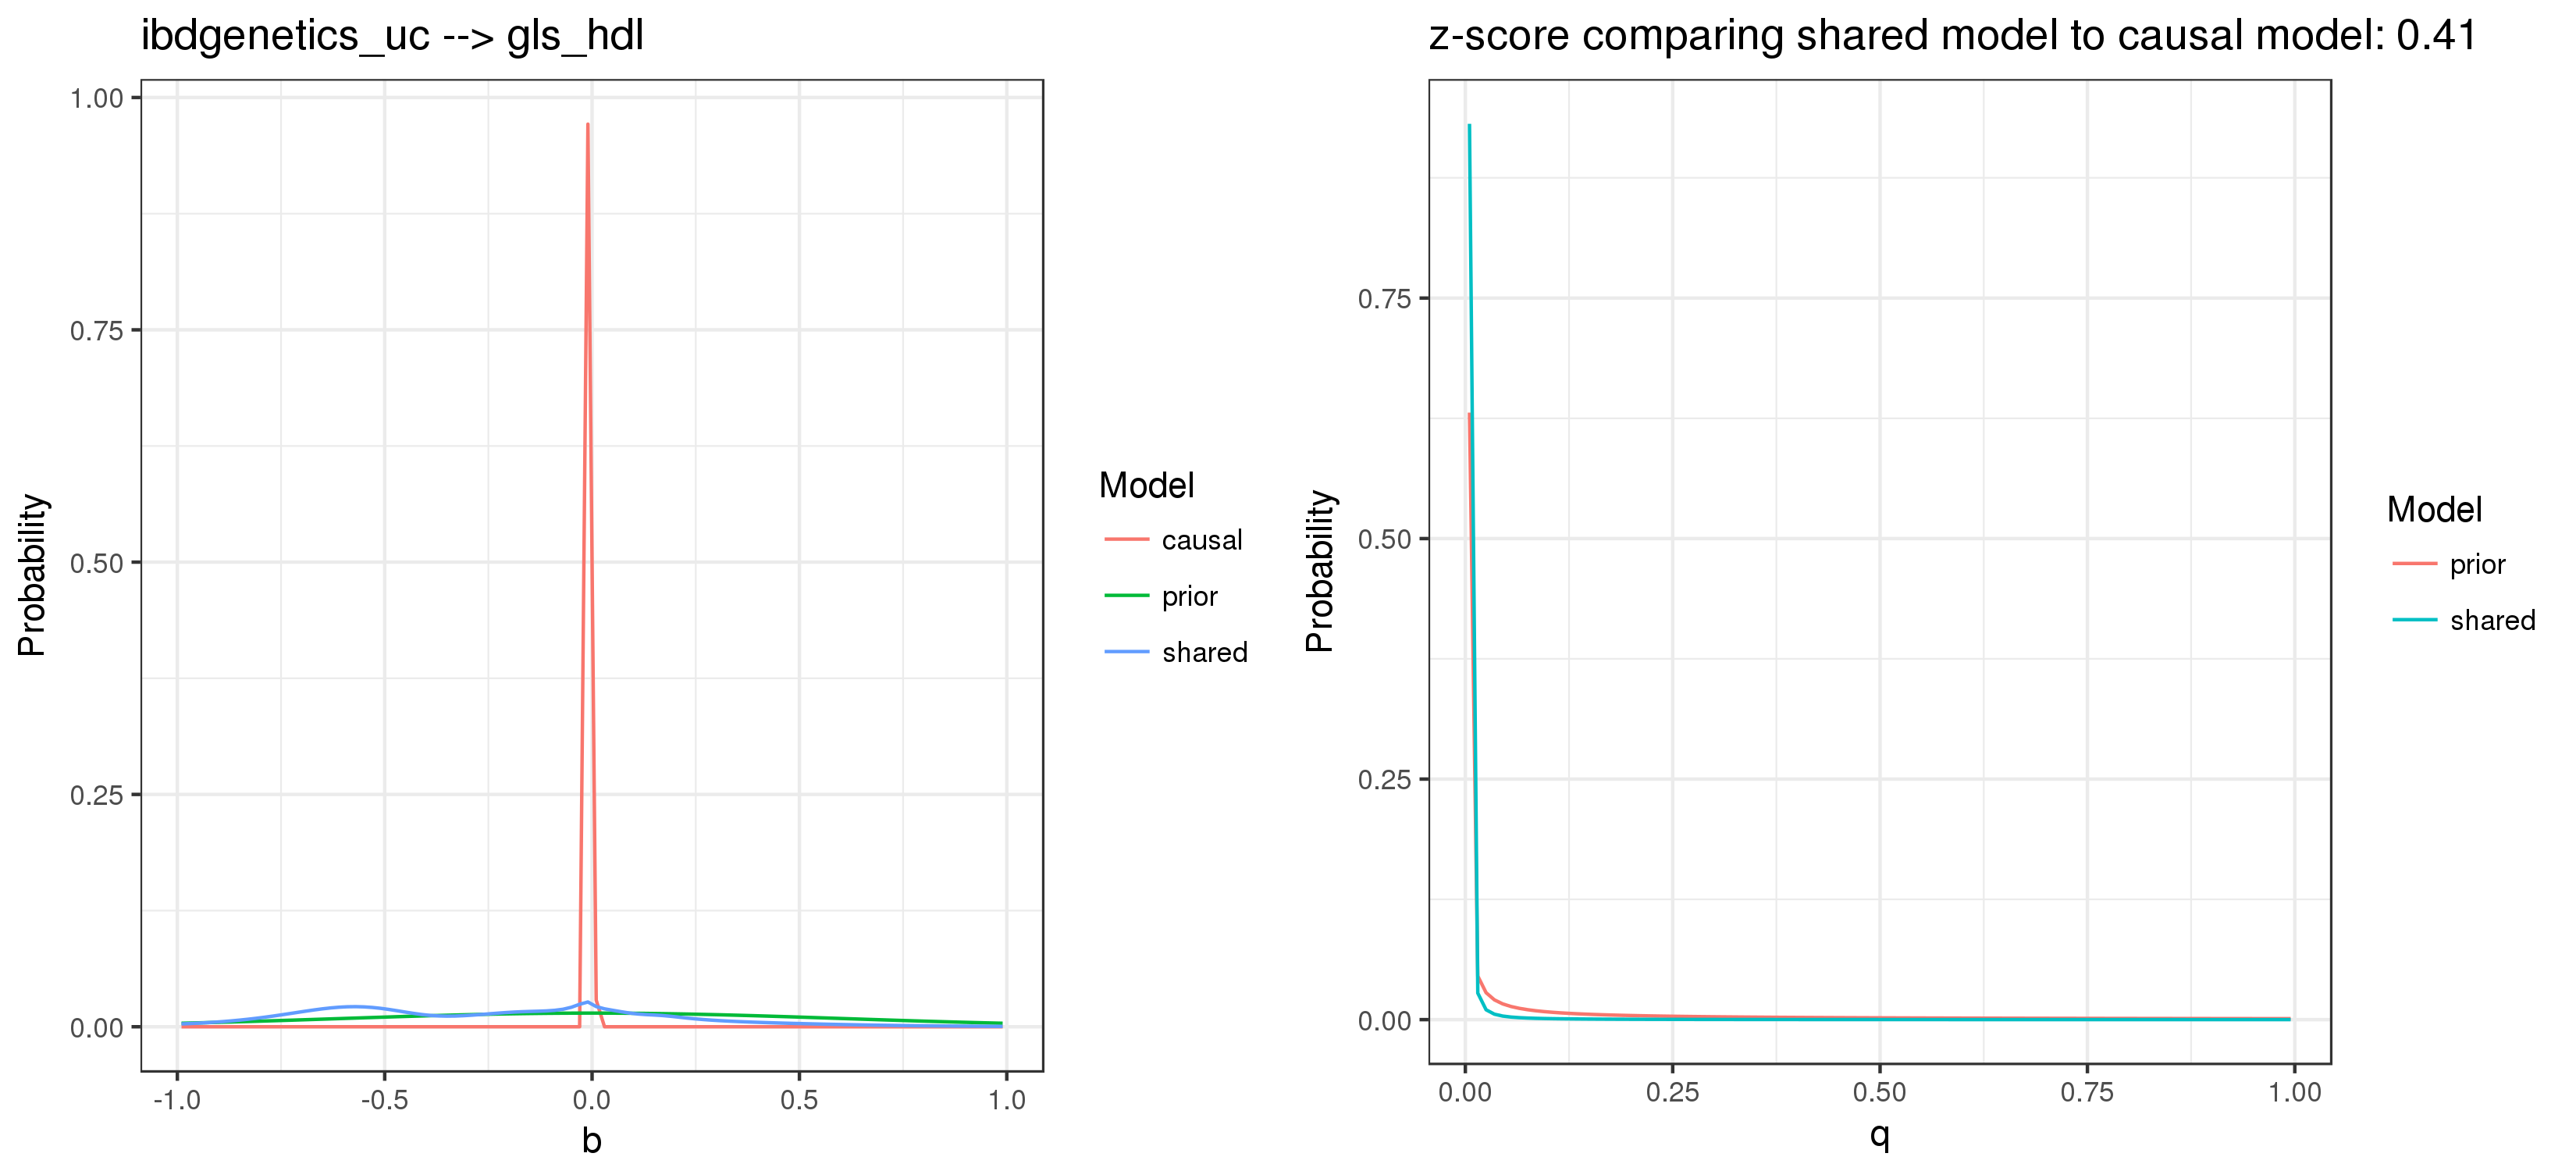 ibdgenetics_uc --> gls_hdl
Probability
1.00
0.75
0.50
0.25
0.00
-1.0 -0.5 0.0 0.5 1.0
b
Model
causal
prior
shared
z-score comparing shared model to causal model: 0.41
Probability
0.75
0.50
0.25
0.00
0.00 0.25 0.50 0.75 1.00
q
Model
prior
shared